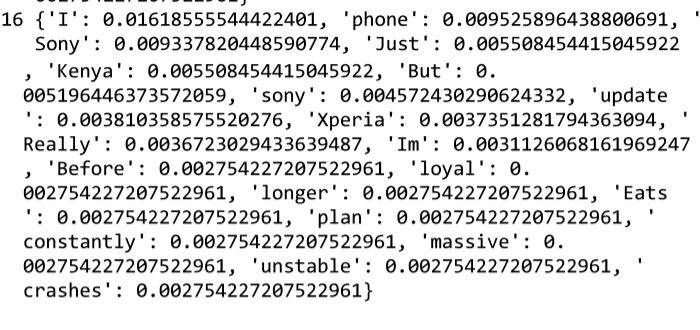 16 {'I': 0.01618555544422401, 'phone': 0.009525896438800691, '
Sony': 0.009337820448590774, 'Just': 0.005508454415045922
, 'Kenya': 0.005508454415045922, 'But': 0.
005196446373572059, 'sony': 0.004572430290624332, 'update
': 0.003810358575520276, 'Xperia': 0.0037351281794363094, '
Really': 0.0036723029433639487, 'Im': 0.0031126068161969247
, 'Before': 0.002754227207522961, 'loyal': 0.
002754227207522961, 'longer': 0.002754227207522961, 'Eats
': 0.002754227207522961, 'plan': 0.002754227207522961, '
constantly': 0.002754227207522961, 'massive': 0.
002754227207522961, 'unstable': 0.002754227207522961, '
crashes': 0.002754227207522961}